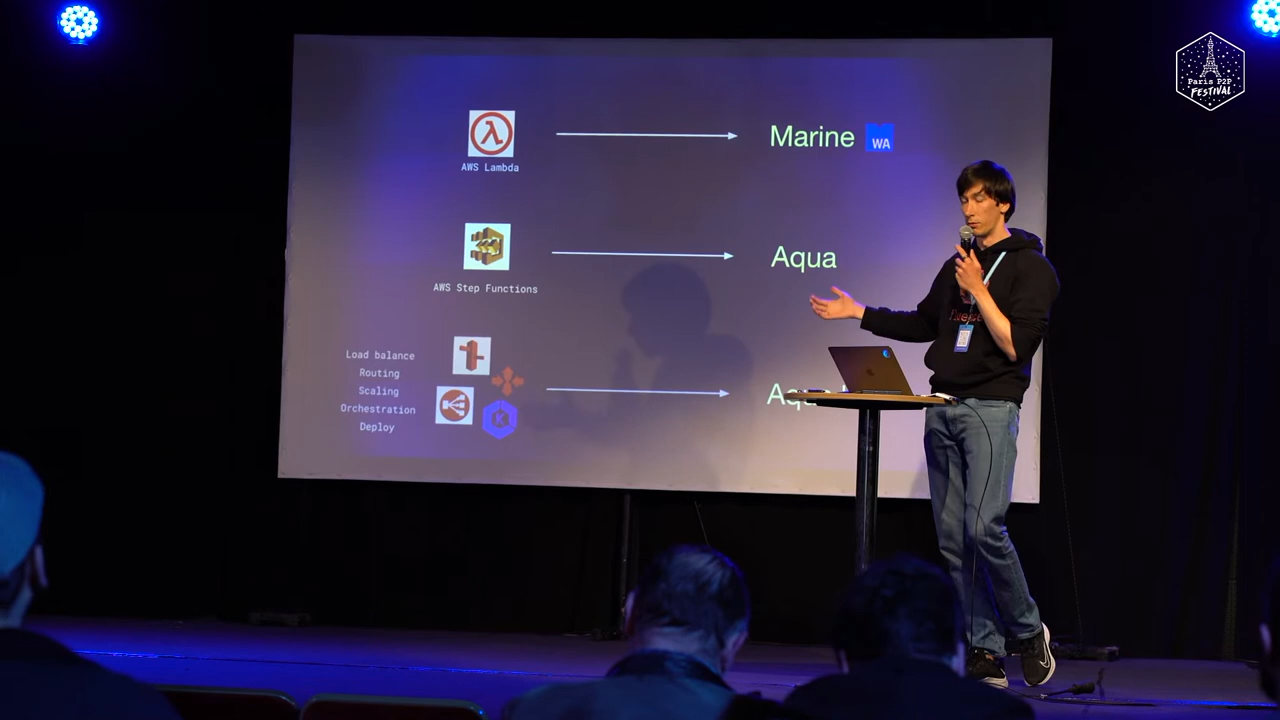 Paris P2P
FESTIVAL
λ
AWS Lambda
Marine
WA
AWS Step Functions
Aqua
Load balance
Routing
Scaling
Orchestration
Deploy
K